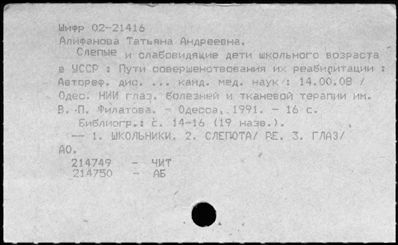 Шифр 02-21416
Алифанова Татьяна Андреевна.
Слепые и слабовидящие дети школьного возраста
в УССР : Пути совершенствования их реабилитации :
Автореф. дис. ... канд. мед. наук : 14.00.08 /
Одес. НИИ глаз. болезней и тканевой терапии им.
В. П. Филатова. - Одесса, 1991. - 16 с.
Библиогр.: с. 14-16 (19 назв.).
-- 1. ШКОЛЬНИКИ. 2. СЛЕПОТА/ RE. 3. ГЛАЗ/
АО.
214749 - ЧИТ
214750 - АБ